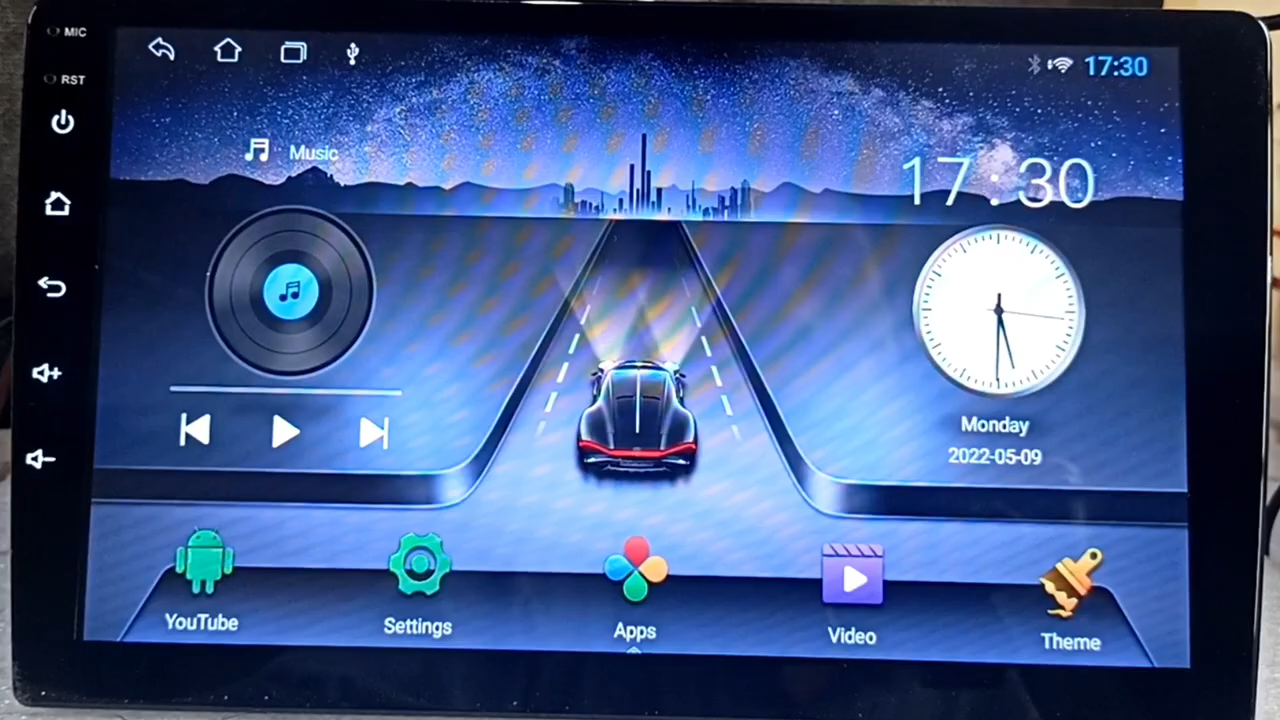 MIC
RST
17:30
Music
17:30
Monday
2022-05-09
YouTube
Settings
Apps
Video
Theme